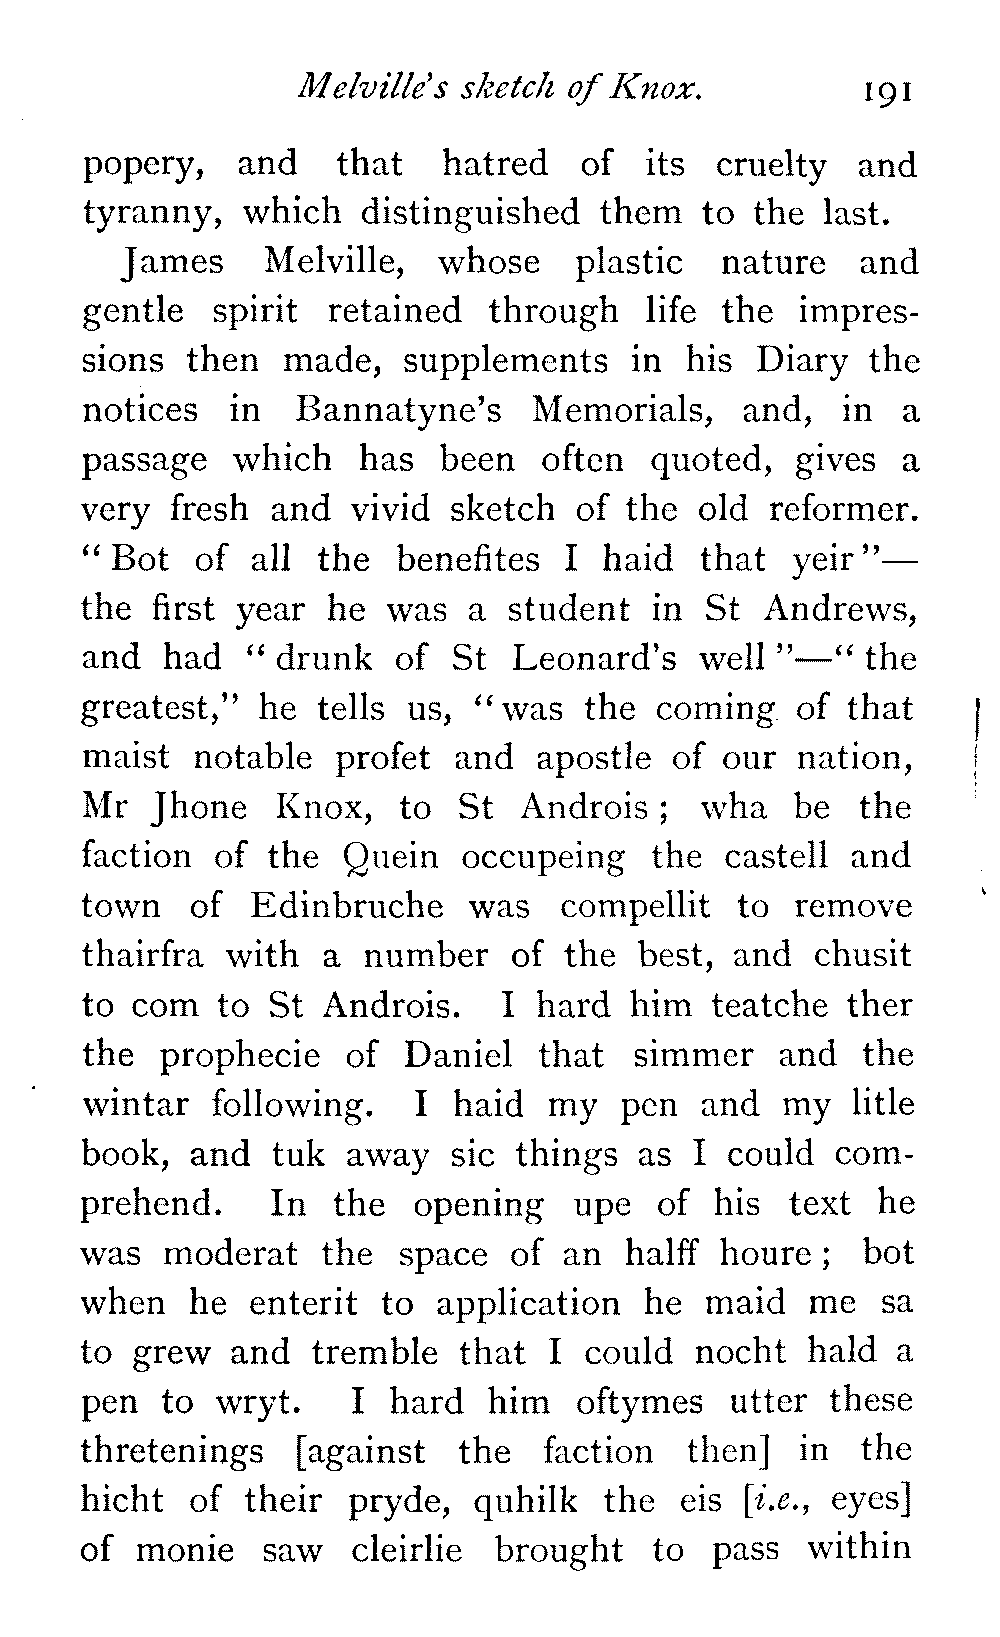 Melville's sketch of Knox. 191
popery, and that hatred of its cruelty and
tyranny, which distinguished them to the last.
James Melville, whose plastic nature and
gentle spirit retained through life the impres-
sions then made, supplements in his Diary the
notices in Bannatyne's Memorials, and, in a
passage which has been often quoted, gives a
very fresh and vivid sketch of the old reformer.
"Bot of all the benefites I haid that yeir"—
the first year he was a student in St Andrews,
and had "drunk of St Leonard's well"—"the
greatest," he tells us, "was the coming of that
maist notable profet and apostle of our nation,
Mr Jhone Knox, to St Androis; wha be the
faction of the Quein occupeing the castell and
town of Edinbruche was compellit to remove
thairfra with a number of the best, and chusit
to com to St Androis. I hard him teatche ther
the prophecie of Daniel that simmer and the
wintar following. I haid my pen and my litle
book, and tuk away sic things as I could com-
prehend. In the opening upe of his text he
was moderat the space of an halff houre; bot
when he enterit to application he maid me sa
to grew and tremble that I could nocht hald a
pen to wryt. I hard him oftymes utter these
thretenings [against the faction then] in the
hicht of their pryde, quhilk the eis [i.e., eyes]
of monie saw cleirlie brought to pass within